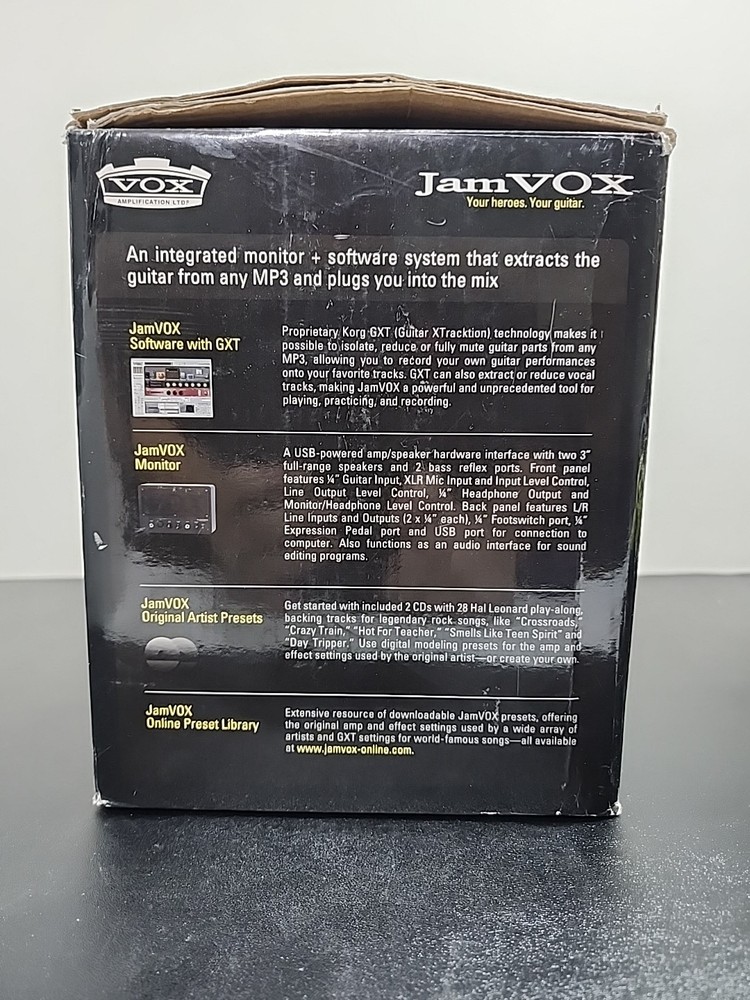 VOX
AMPLIFICATION LTD.
JamVOX
Your heroes. Your guitar.
An integrated monitor + software system that extracts the
guitar from any MP3 and plugs you into the mix
JamVOX
Software with GXT
Proprietary Korg GXT (Guitar XTracktion) technology makes it
possible to isolate, reduce or fully mute guitar parts from any
MP3, allowing you to record your own guitar performances
onto your favorite tracks. GXT can also extract or reduce vocal
tracks, making JamVOX a powerful and unprecedented tool for
playing, practicing, and recording.
JamVOX
Monitor
A USB-powered amp/speaker hardware interface with two 3"
full-range speakers and 2 bass reflex ports. Front panel
features ¼" Guitar Input, XLR Mic Input and Input Level Control,
Line Output Level Control, ¼" Headphone Output and
Monitor/Headphone Level Control. Back panel features L/R
Line Inputs and Outputs (2 x ¼" each), ¼" Footswitch port, ¼"
Expression Pedal port and USB port for connection to
computer. Also functions as an audio interface for sound
editing programs.
JamVOX
Original Artist Presets
Get started with included 2 CDs with 28 Hal Leonard play-along,
backing tracks for legendary rock songs, like "Crossroads,"
"Crazy Train," "Hot For Teacher," "Smells Like Teen Spirit" and
"Day Tripper." Use digital modeling presets for the amp and
effect settings used by the original artist—or create your own.
JamVOX
Online Preset Library
Extensive resource of downloadable JamVOX presets, offering
the original amp and effect settings used by a wide array of
artists and GXT settings for world-famous songs—all available
at www.jamvox-online.com.